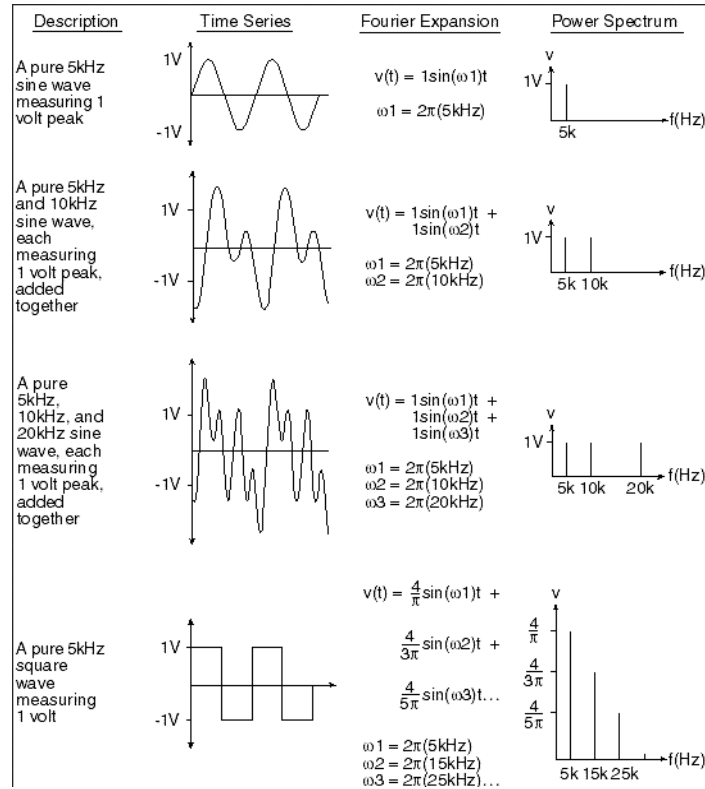 Description Time Series Fourier Expansion Power Spectrum
A pure 5kHz
sine wave
measuring 1
volt peak
1V
-1V
v(t) = 1sin(ω1)t
ω1 = 2π(5kHz)
v
1V
f(Hz)
5k
A pure 5kHz
and 10kHz
sine wave,
each
measuring
1 volt peak,
added
together
1V
-1V
v(t) = 1sin(ω1)t +
1sin(ω2)t
ω1 = 2π(5kHz)
ω2 = 2π(10kHz)
v
1V
f(Hz)
5k 10k
A pure
5kHz,
10kHz, and
20kHz sine
wave, each
measuring
1 volt peak,
added
together
1V
-1V
v(t) = 1sin(ω1)t +
1sin(ω2)t +
1sin(ω3)t
ω1 = 2π(5kHz)
ω2 = 2π(10kHz)
ω3 = 2π(20kHz)
v
1V
f(Hz)
5k 10k 20k
A pure 5kHz
square
wave
measuring
1 volt
1V
-1V
v(t) = 4/π sin(ω1)t +
4/3π sin(ω2)t +
4/5π sin(ω3)t...
ω1 = 2π(5kHz)
ω2 = 2π(15kHz)
ω3 = 2π(25kHz)...
v
4/π
4/3π
4/5π
f(Hz)
5k 15k 25k